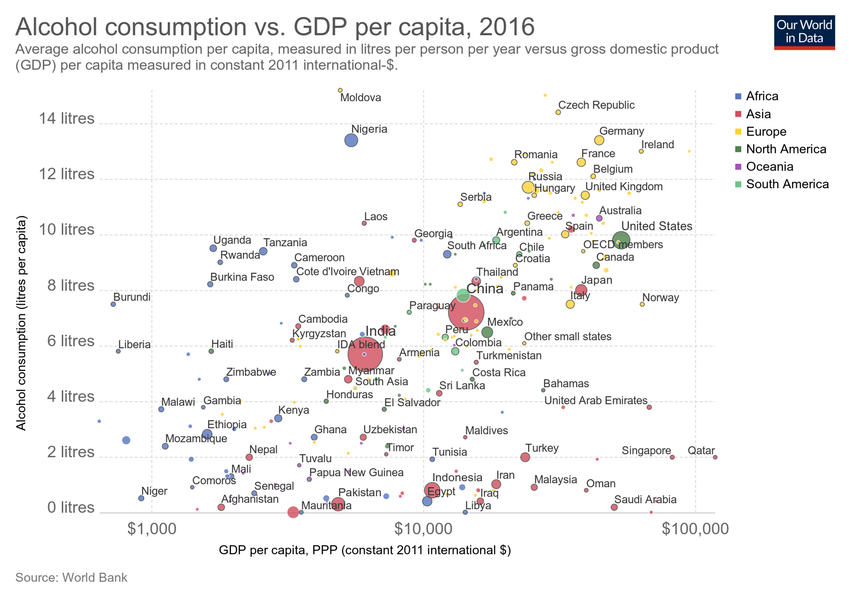 Alcohol consumption vs. GDP per capita, 2016
Our World
in Data
Average alcohol consumption per capita, measured in litres per person per year versus gross domestic product
(GDP) per capita measured in constant 2011 international-$.
Africa
Asia
Europe
North America
Oceania
South America
Alcohol consumption (litres per capita)
14 litres
12 litres
10 litres
8 litres
6 litres
4 litres
2 litres
0 litres
Moldova
Czech Republic
Nigeria
Germany
Ireland
Romania
France
Belgium
Russia
Hungary
United Kingdom
Serbia
Laos
Greece
Australia
Spain
United States
Uganda
Tanzania
Georgia
Argentina
South Africa
Chile
OECD members
Rwanda
Cameroon
Croatia
Canada
Burkina Faso
Cote d'Ivoire
Vietnam
Thailand
Congo
China
Panama
Japan
Burundi
Paraguay
Italy
Norway
Cambodia
Kyrgyzstan
India
Peru
Mexico
Liberia
Haiti
IDA blend
Armenia
Colombia
Other small states
Turkmenistan
Zimbabwe
Zambia
Myanmar
South Asia
Costa Rica
Sri Lanka
Bahamas
Malawi
Gambia
Honduras
El Salvador
United Arab Emirates
Kenya
Ethiopia
Mozambique
Ghana
Uzbekistan
Maldives
Nepal
Timor
Tunisia
Turkey
Singapore
Qatar
Mali
Tuvalu
Papua New Guinea
Comoros
Senegal
Indonesia
Iran
Malaysia
Oman
Niger
Afghanistan
Pakistan
Egypt
Iraq
Mauritania
Libya
Saudi Arabia
$1,000
$10,000
$100,000
GDP per capita, PPP (constant 2011 international $)
Source: World Bank